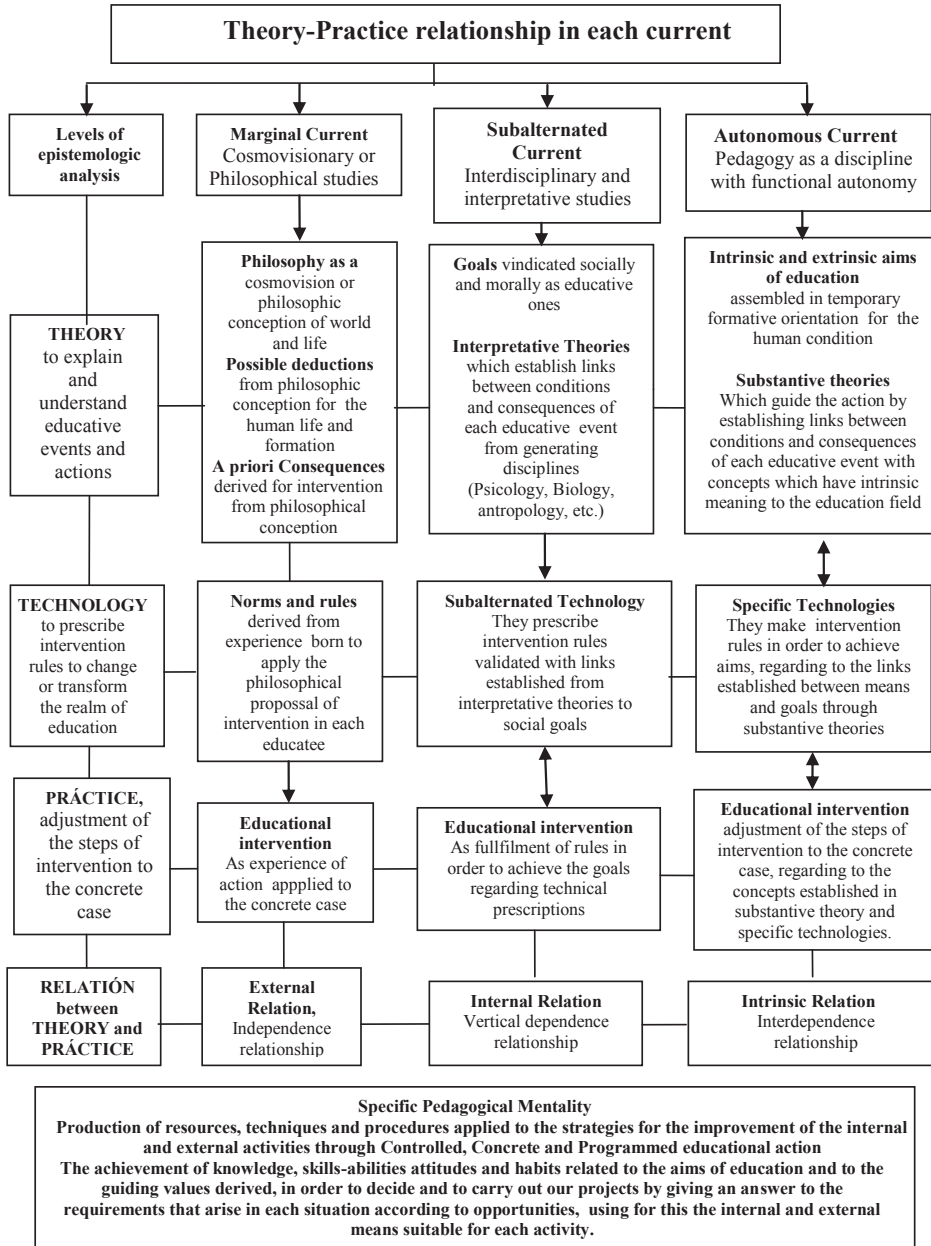 Theory-Practice relationship in each current
Levels of
epistemologic
analysis
Marginal Current
Cosmovisionary or
Philosophical studies
Subalternated
Current
Interdisciplinary and
interpretative studies
Autonomous Current
Pedagogy as a discipline
with functional autonomy
THEORY
to explain
and
understand
educative
events and
actions
Philosophy as a
cosmovision or
philosophic
conception of world
and life
Possible deductions
from philosophic
conception for the
human life and
formation
A priori Consequences
derived for intervention
from philosophical
conception
Goals vindicated socially
and morally as educative
ones
Interpretative Theories
which establish links
between conditions
and consequences of
each educative event
from generating
disciplines
(Psicology, Biology,
antropology, etc.)
Intrinsic and extrinsic aims
of education
assembled in temporary
formative orientation for the
human condition
Substantive theories
Which guide the action by
establishing links between
conditions and consequences
of each educative event with
concepts which have intrinsic
meaning to the education field
TECHNOLOGY
to prescribe
intervention
rules to change
or transform
the realm of
education
Norms and rules
derived from
experience born to
apply the
philosophical
propossal of
intervention in each
educatee
Subalternated Technology
They prescribe
intervention rules
validated with links
established from
interpretative theories to
social goals
Specific Technologies
They make intervention
rules in order to achieve
aims, regarding to the links
established between means
and goals through
substantive theories
PRÁCTICE,
adjustment of
the steps of
intervention to
the concrete
case
Educational
intervention
As experience of
action appplied to
the concrete case
Educational intervention
As fullfilment of rules in
order to achieve the goals
regarding technical
prescriptions
Educational intervention
adjustment of the steps of
intervention to the concrete
case, regarding to the
concepts established in
substantive theory and
specific technologies.
RELATIÓN
between
THEORY and
PRÁCTICE
External
Relation,
Independence
relationship
Internal Relation
Vertical dependence
relationship
Intrinsic Relation
Interdependence
relationship
Specific Pedagogical Mentality
Production of resources, techniques and procedures applied to the strategies for the improvement of the internal
and external activities through Controlled, Concrete and Programmed educational action
The achievement of knowledge, skills-abilities attitudes and habits related to the aims of education and to the
guiding values derived, in order to decide and to carry out our projects by giving an answer to the
requirements that arise in each situation according to opportunities, using for this the internal and external
means suitable for each activity.